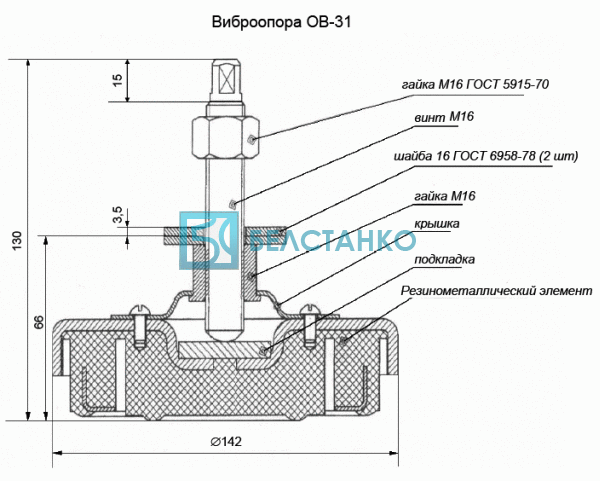 Виброопора ОВ-31
15
гайка М16 ГОСТ 5915-70
винт М16
шайба 16 ГОСТ 6958-78 (2 шт)
гайка М16
3,5
крышка
БЕЛСТАНКО
130
подкладка
Резинометаллический элемент
66
Ø142